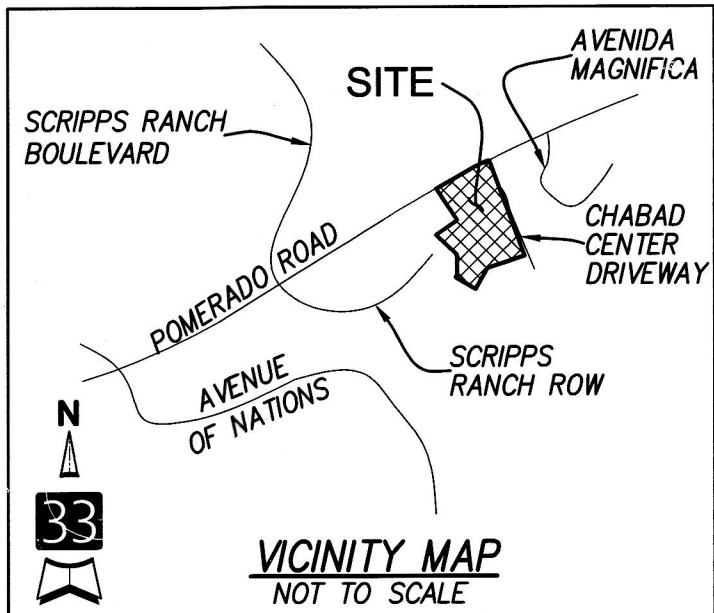 AVENIDA
MAGNIFICA
SITE
SCRIPPS RANCH
BOULEVARD
CHABAD
CENTER
DRIVEWAY
POMERADO ROAD
SCRIPPS
RANCH ROW
AVENUE
OF NATIONS
N
33
VICINITY MAP
NOT TO SCALE